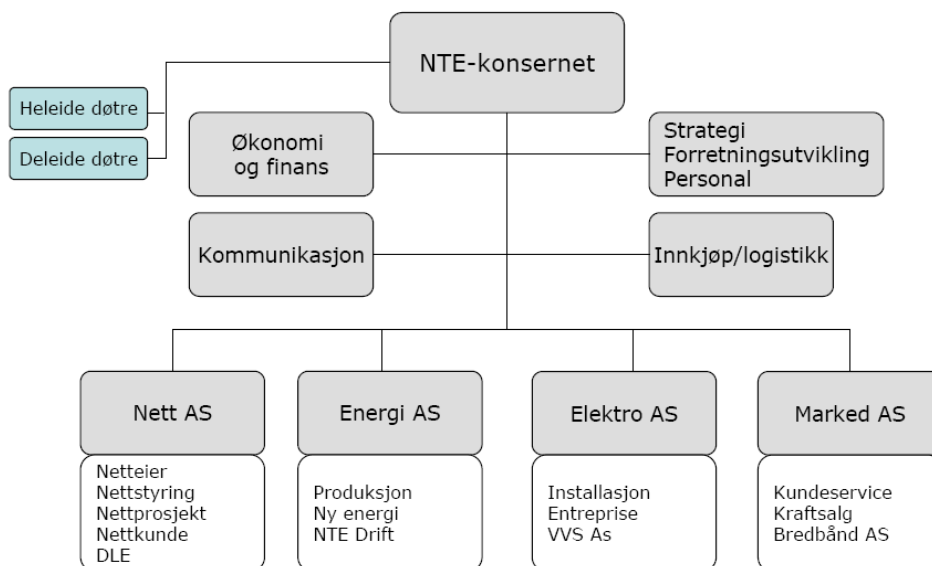 NTE-konsernet
Heleide døtre
Deleide døtre
Økonomi
og finans
Strategi
Forretningsutvikling
Personal
Kommunikasjon
Innkjøp/logistikk
Nett AS
Netteier
Nettstyring
Nettprosjekt
Nettkunde
DLE
Energi AS
Produksjon
Ny energi
NTE Drift
Elektro AS
Installasjon
Entreprise
VVS As
Marked AS
Kundeservice
Kraftsalg
Bredbånd AS